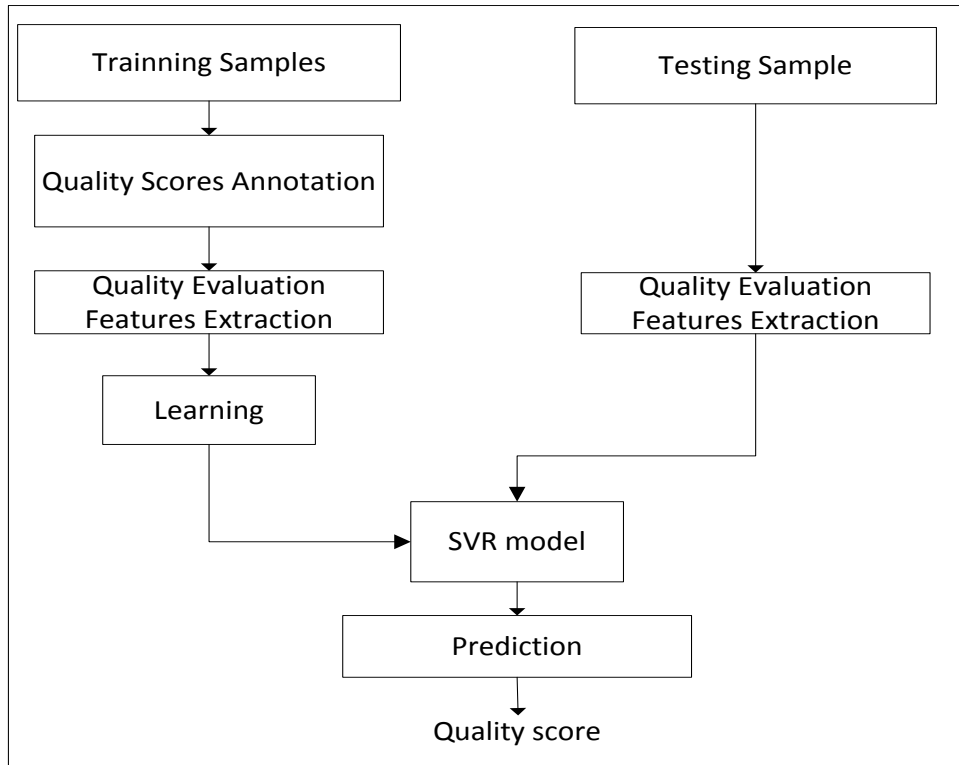 Trainning Samples
Testing Sample
Quality Scores Annotation
Quality Evaluation
Features Extraction
Quality Evaluation
Features Extraction
Learning
SVR model
Prediction
Quality score